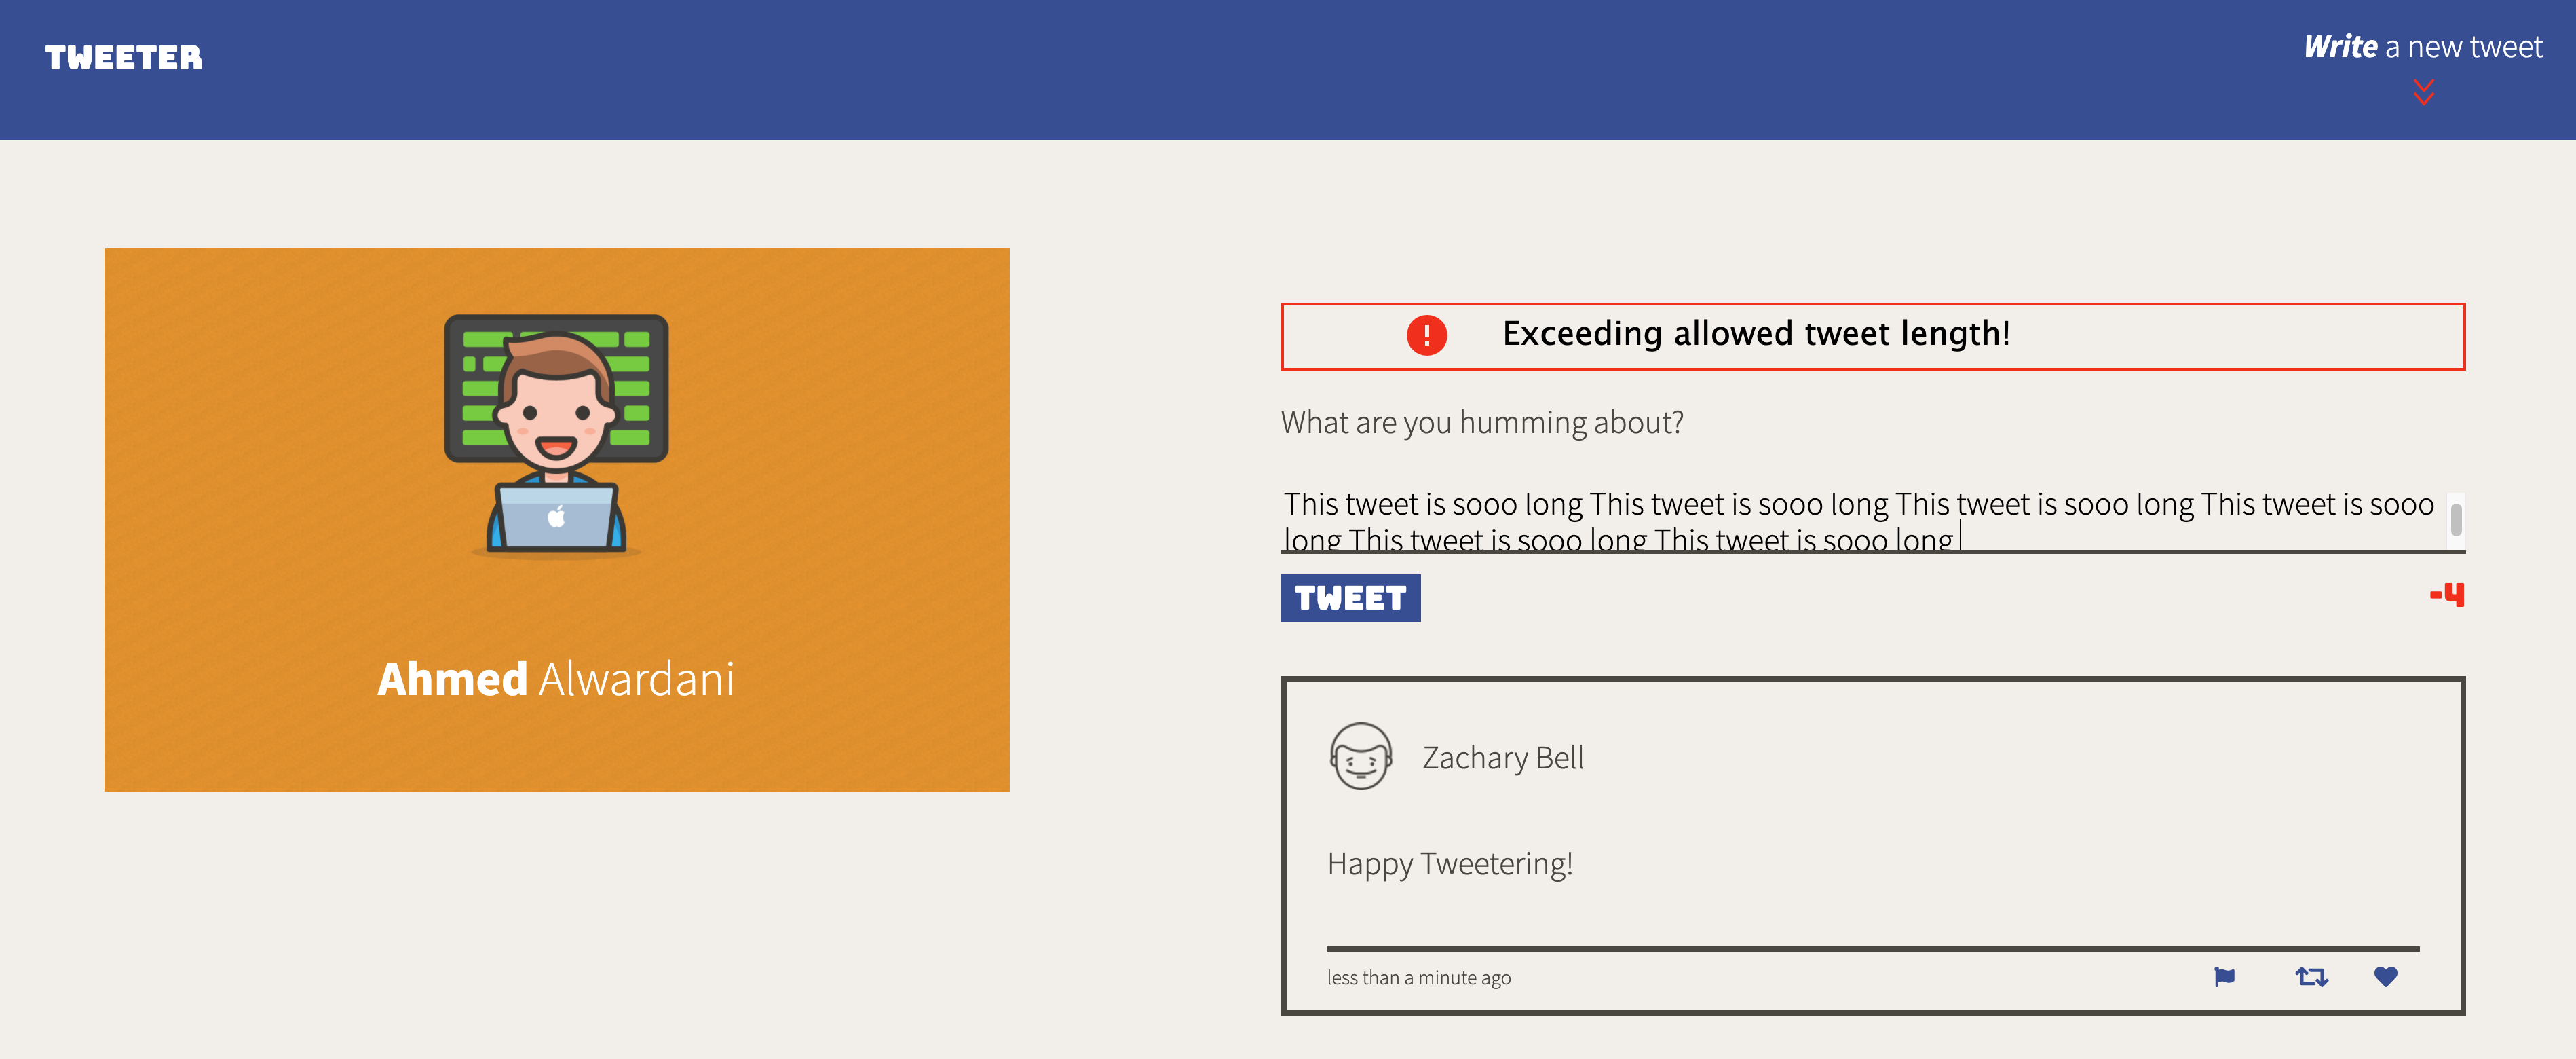 TWEETER
Write a new tweet
Ahmed Alwardani
! Exceeding allowed tweet length!
What are you humming about?
This tweet is sooo long This tweet is sooo long This tweet is sooo long This tweet is sooo
long This tweet is sooo long This tweet is sooo long
TWEET
-4
Zachary Bell
Happy Tweetering!
less than a minute ago